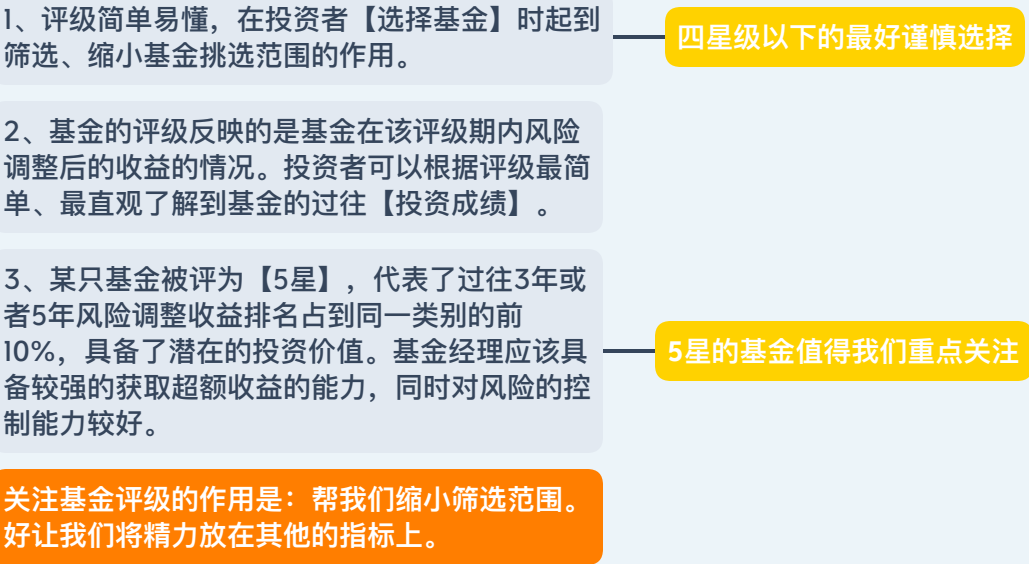 1、评级简单易懂，在投资者【选择基金】时起到
筛选、缩小基金挑选范围的作用。
四星级以下的最好谨慎选择
2、基金的评级反映的是基金在该评级期内风险
调整后的收益的情况。投资者可以根据评级最简
单、最直观了解到基金的过往【投资成绩】。
3、某只基金被评为【5星】，代表了过往3年或
者5年风险调整收益排名占到同一类别的前
10%，具备了潜在的投资价值。基金经理应该具
备较强的获取超额收益的能力，同时对风险的控
制能力较好。
5星的基金值得我们重点关注
关注基金评级的作用是：帮我们缩小筛选范围。
好让我们将精力放在其他的指标上。